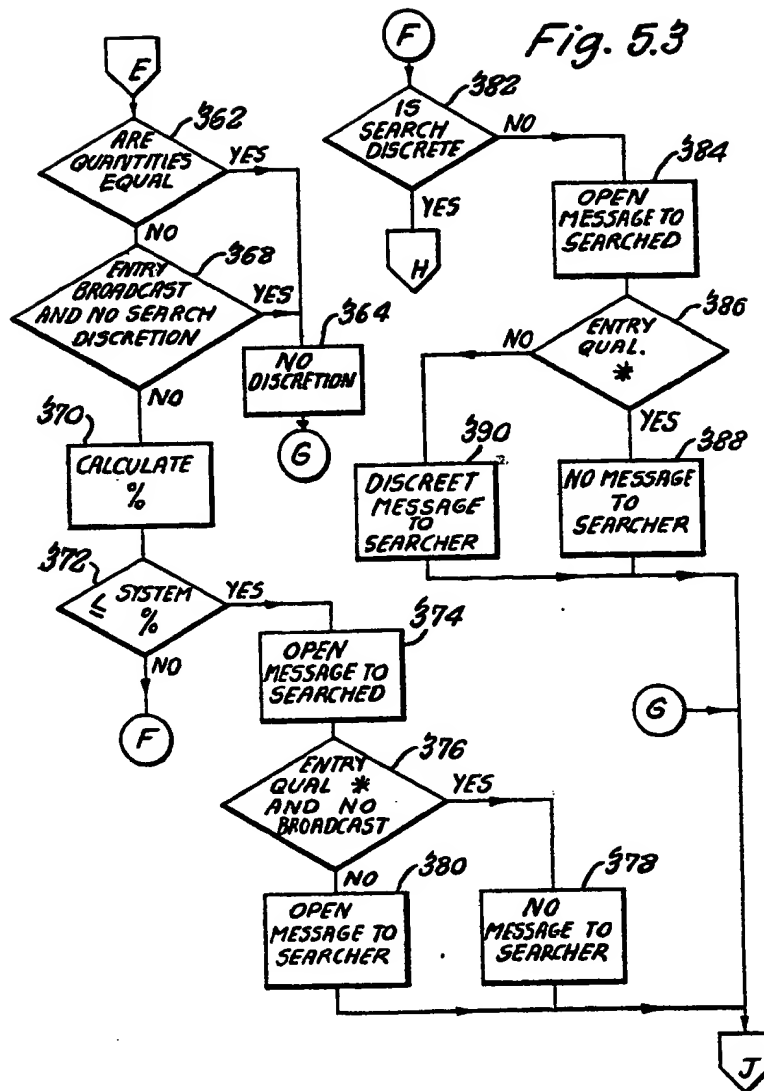 Fig. 5.3
E
362
ARE
QUANTITIES
EQUAL
YES
NO
368
ENTRY
BROADCAST
AND NO SEARCH
DISCRETION
YES
NO
364
NO
DISCRETION
G
370
CALCULATE
%
372
≤ SYSTEM
%
YES
NO
F
374
OPEN
MESSAGE TO
SEARCHED
376
ENTRY
QUAL *
AND NO
BROADCAST
YES
NO
380
OPEN
MESSAGE TO
SEARCHER
378
NO
MESSAGE TO
SEARCHER
F
382
IS
SEARCH
DISCRETE
NO
YES
H
384
OPEN
MESSAGE TO
SEARCHED
386
ENTRY
QUAL.
*
NO
YES
390
DISCREET
MESSAGE
TO
SEARCHER
388
NO MESSAGE
TO
SEARCHER
G
J